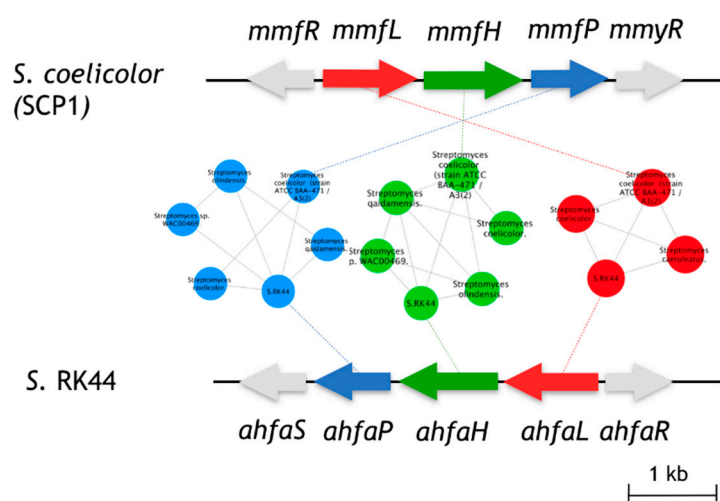 mmfR mmfL mmfH mmfP mmyR
S. coelicolor
(SCP1)
Streptomyces
olindensis.
Streptomyces
coelicolor (strain
ATCC BAA-471 /
A3(2)
Streptomyces sp.
WAC00469.
Streptomyces
qaidamensis.
Streptomyces
coelicolor.
S.RK44
Streptomyces
coelicolor
(strain ATCC
BAA-471 /
A3(2)
Streptomyces
qaidamensis.
Streptomyces
coelicolor.
Streptomyces
p. WAC00469.
Streptomyces
olindensis.
S.RK44
Streptomyces
coelicolor (strain
ATCC BAA-471 /
A3(2)
Streptomyces
coelicolor.
Streptomyces
caeruleatus.
S.RK44
S. RK44
ahfaS ahfaP ahfaH ahfaL ahfaR
1 kb